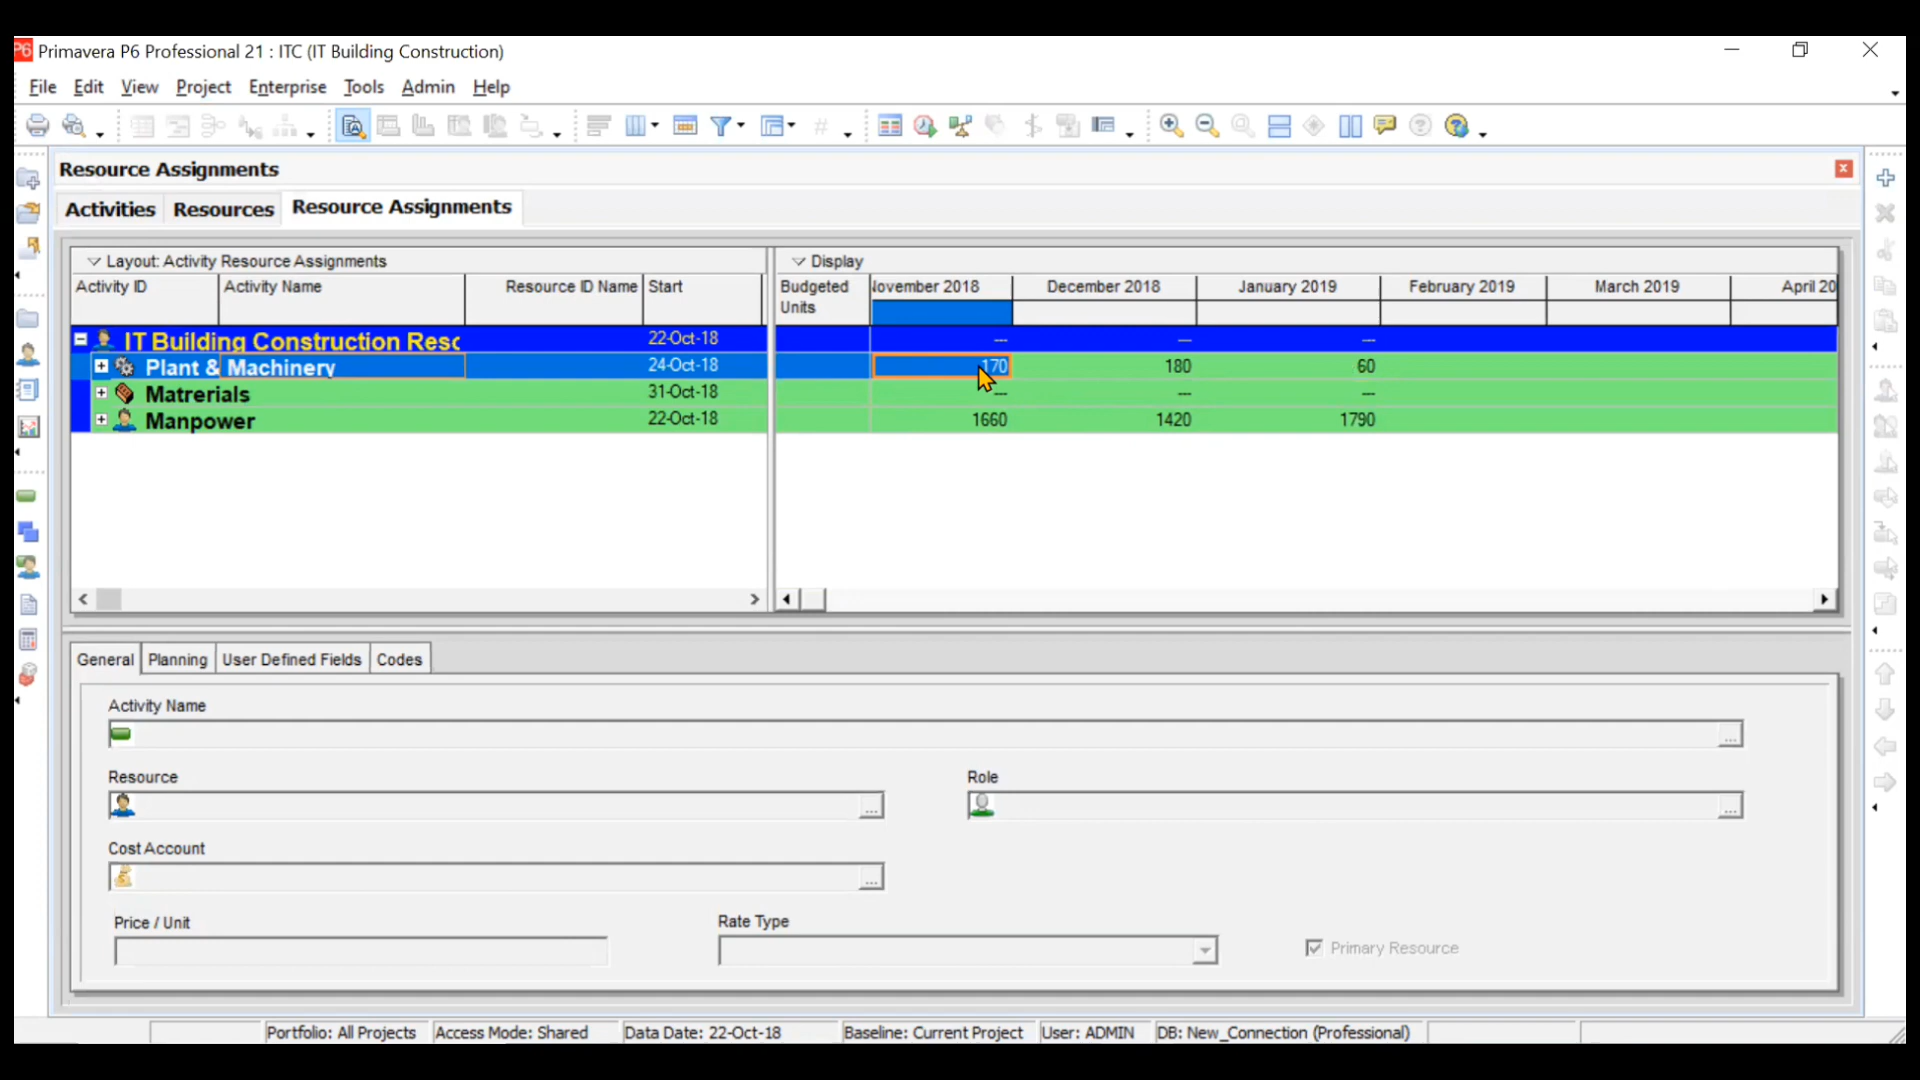 P6 Primavera P6 Professional 21 : ITC (IT Building Construction)
File Edit View Project Enterprise Tools Admin Help
Resource Assignments
Activities Resources Resource Assignments
Layout: Activity Resource Assignments Display
Activity ID Activity Name Resource ID Name Start Budgeted Units November 2018 December 2018 January 2019 February 2019 March 2019 April 20
IT Building Construction Resc 22-Oct-18 --- --- ---
Plant & Machinery 24-Oct-18 170 180 60
Matrerials 31-Oct-18 --- --- ---
Manpower 22-Oct-18 1660 1420 1790
General Planning User Defined Fields Codes
Activity Name
Resource Role
Cost Account
Price / Unit Rate Type
Primary Resource
Portfolio: All Projects Access Mode: Shared Data Date: 22-Oct-18 Baseline: Current Project User: ADMIN DB: New_Connection (Professional)